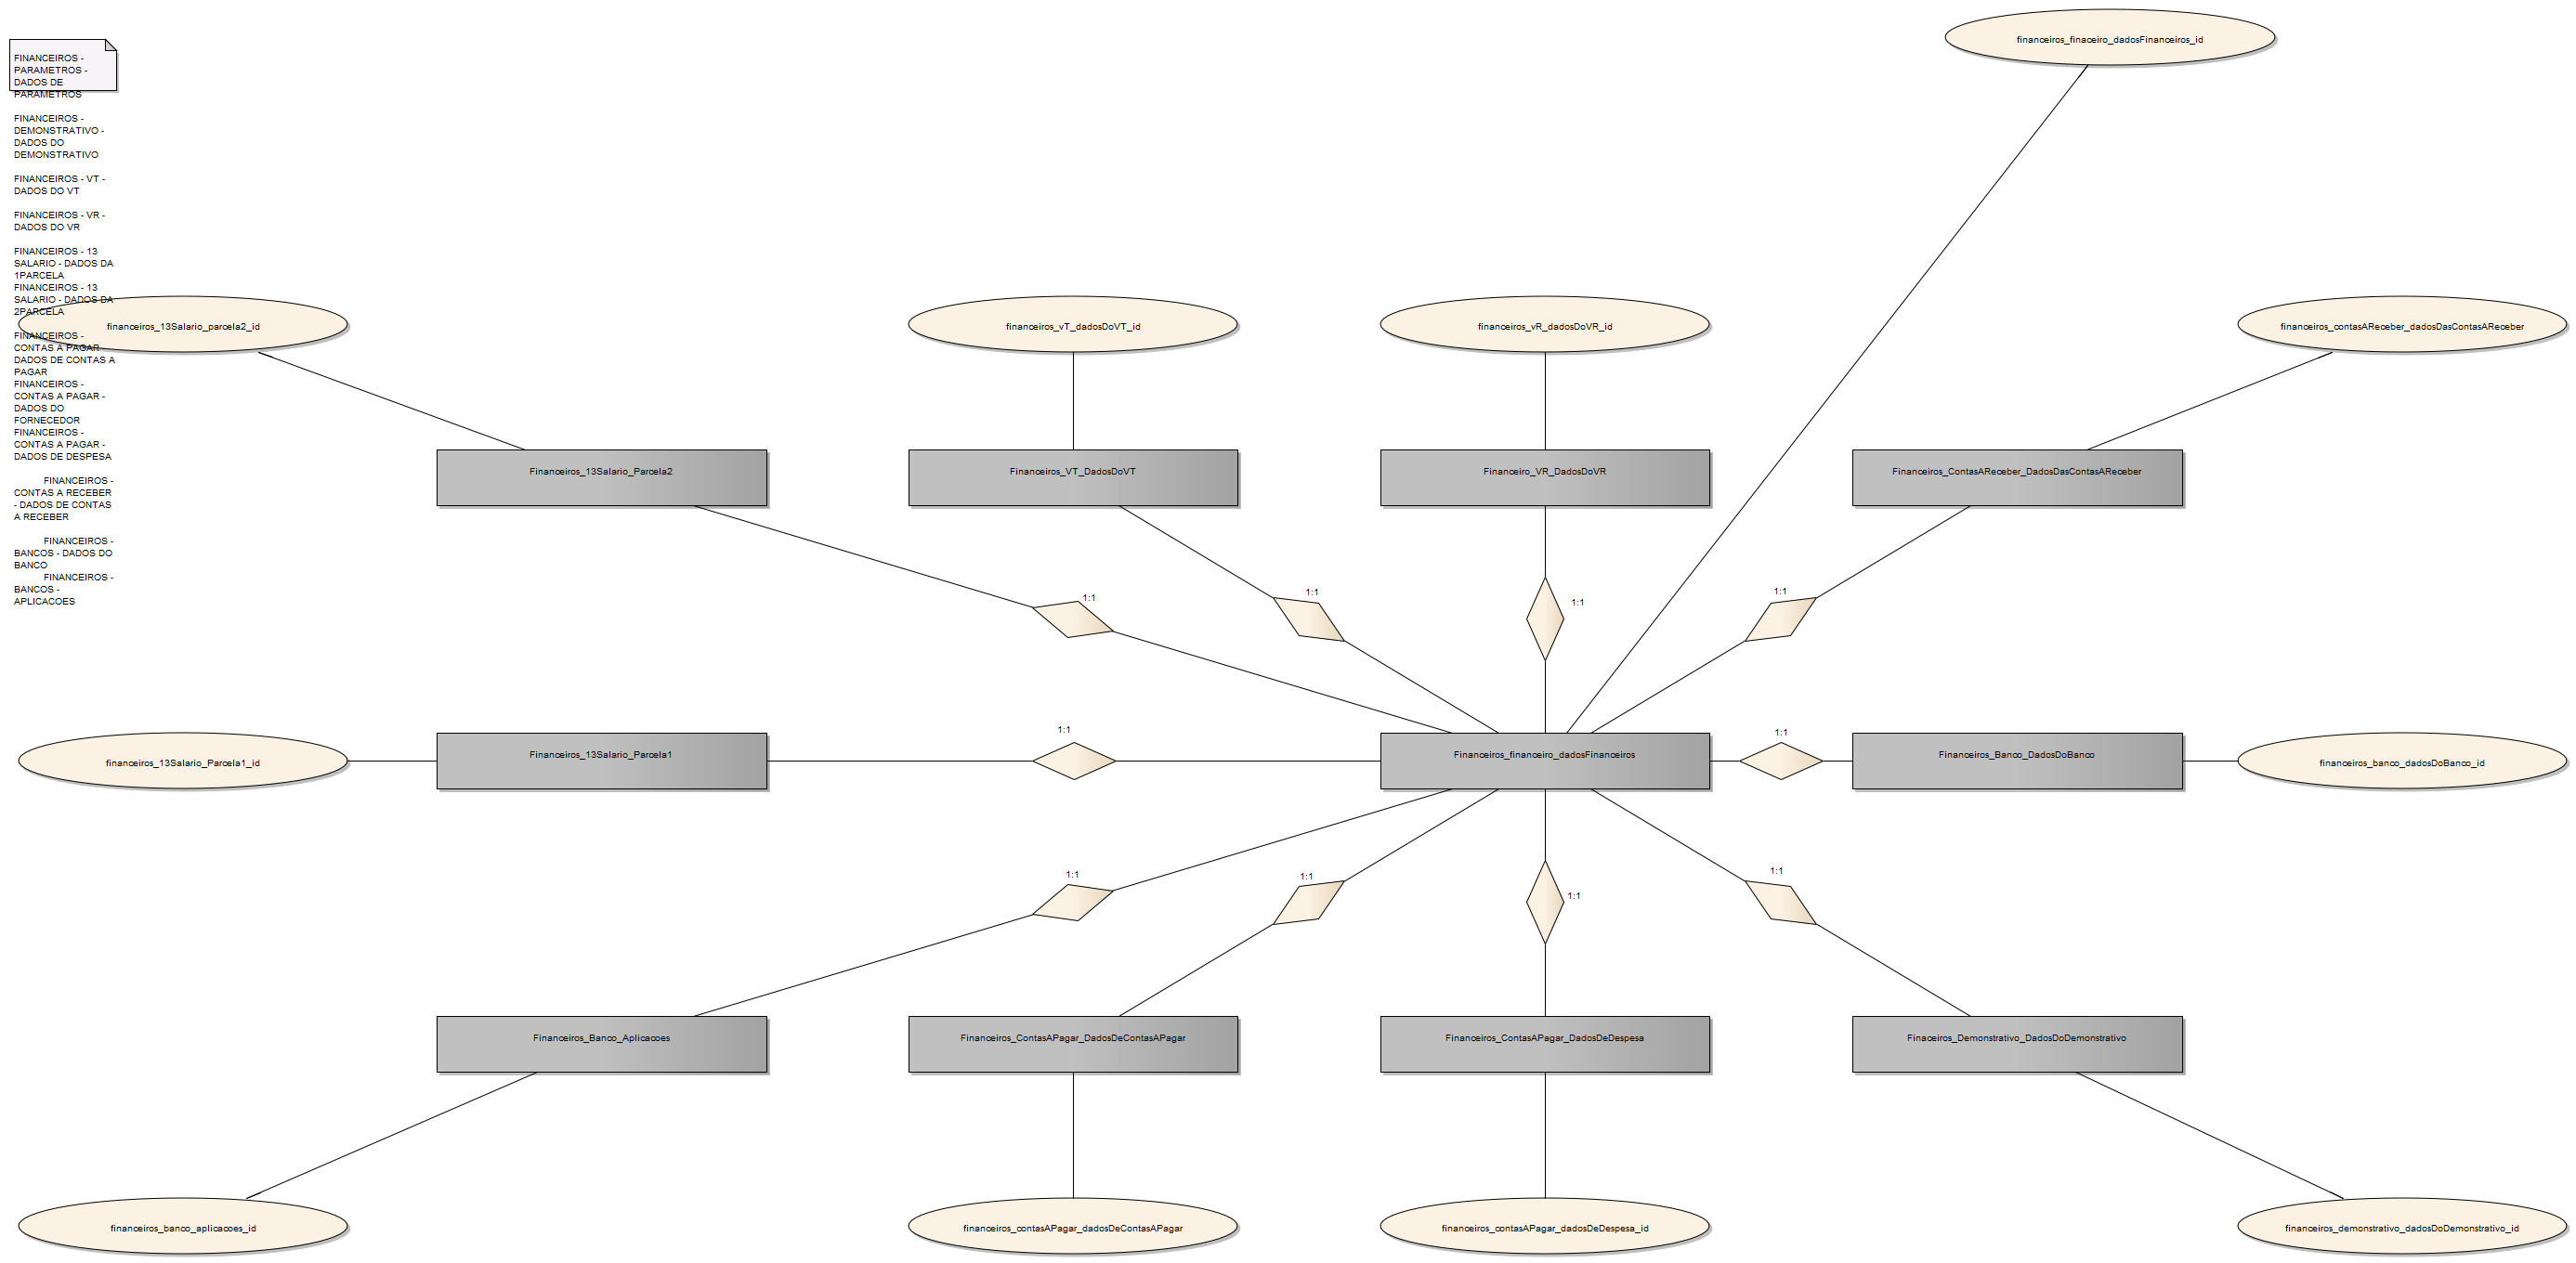 financeiros_finaceiro_dadosFinanceiros_id
FINANCEIROS -
PARAMETROS -
DADOS DE
PARAMETROS
FINANCEIROS -
DEMONSTRATIVO -
DADOS DO
DEMONSTRATIVO
FINANCEIROS - VT -
DADOS DO VT
FINANCEIROS - VR -
DADOS DO VR
FINANCEIROS - 13
SALARIO - DADOS DA
1PARCELA
FINANCEIROS - 13
SALARIO - DADOS DA
2PARCELA
FINANCEIROS -
CONTAS A PAGAR -
DADOS DE CONTAS A
PAGAR
FINANCEIROS -
CONTAS A PAGAR -
DADOS DO
FORNECEDOR
FINANCEIROS -
CONTAS A PAGAR -
DADOS DE DESPESA
FINANCEIROS -
CONTAS A RECEBER
- DADOS DE CONTAS
A RECEBER
FINANCEIROS -
BANCOS - DADOS DO
BANCO
FINANCEIROS -
BANCOS -
APLICACOES
financeiros_13Salario_parcela2_id
financeiros_vT_dadosDoVT_id
financeiros_vR_dadosDoVR_id
financeiros_contasAReceber_dadosDasContasAReceber
Financeiros_13Salario_Parcela2
Financeiros_VT_DadosDoVT
Financeiro_VR_DadosDoVR
Financeiros_ContasAReceber_DadosDasContasAReceber
1:1
1:1
1:1
1:1
1:1
1:1
financeiros_13Salario_Parcela1_id
Financeiros_13Salario_Parcela1
Financeiros_financeiro_dadosFinanceiros
Financeiros_Banco_DadosDoBanco
financeiros_banco_dadosDoBanco_id
1:1
1:1
1:1
1:1
Financeiros_Banco_Aplicacoes
Financeiros_ContasAPagar_DadosDeContasAPagar
Financeiros_ContasAPagar_DadosDeDespesa
Finaceiros_Demonstrativo_DadosDoDemonstrativo
financeiros_banco_aplicacoes_id
financeiros_contasAPagar_dadosDeContasAPagar
financeiros_contasAPagar_dadosDeDespesa_id
financeiros_demonstrativo_dadosDoDemonstrativo_id